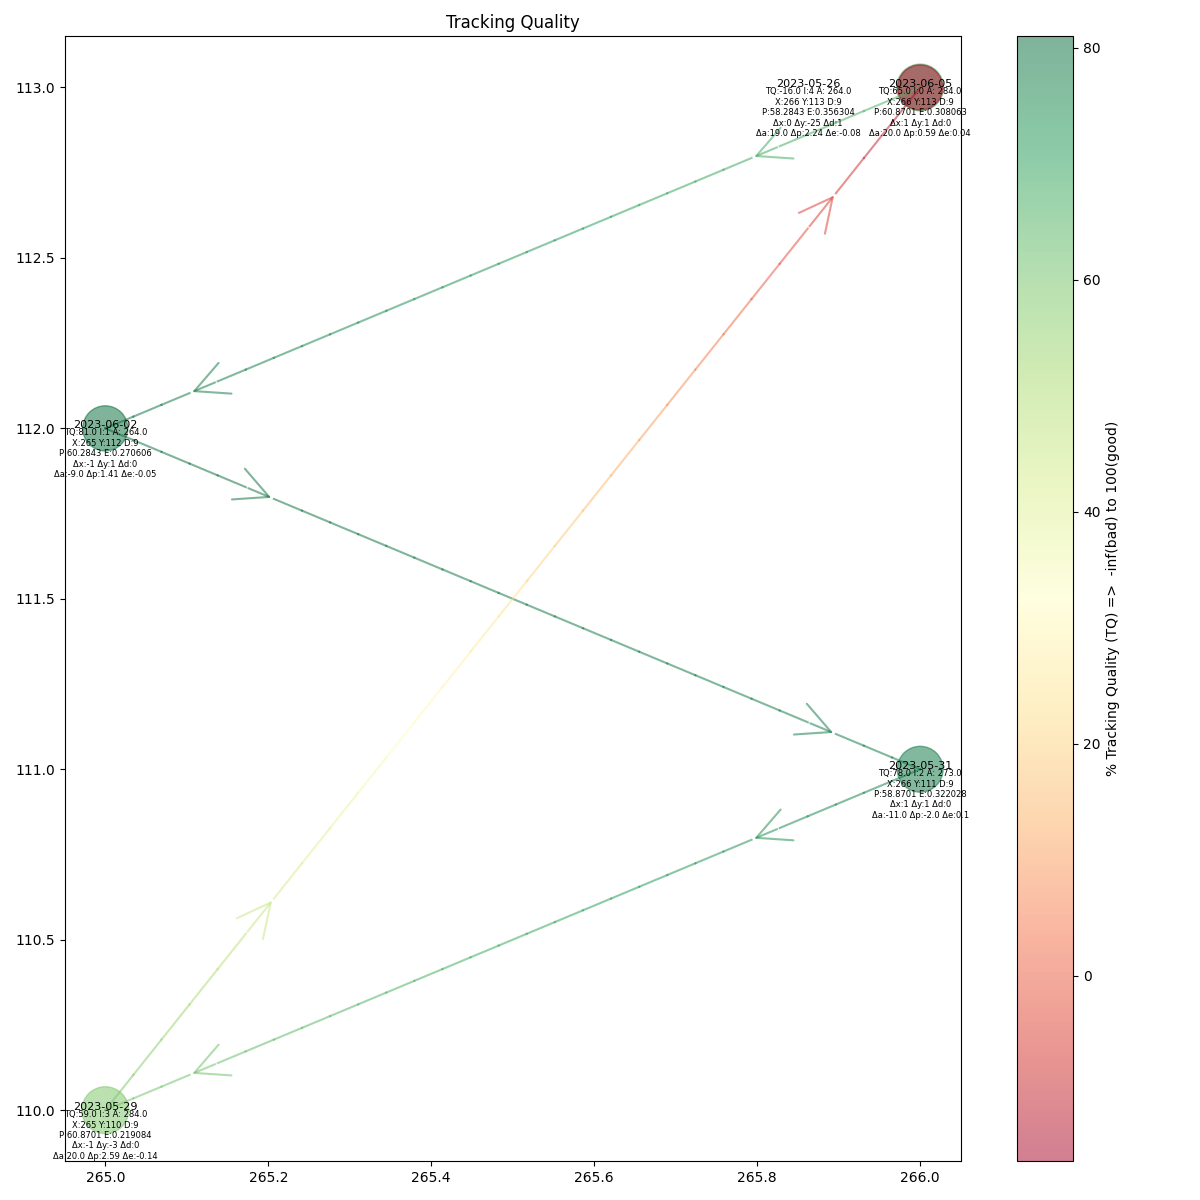 Tracking Quality
113.0
112.5
112.0
111.5
111.0
110.5
110.0
265.0
265.2
265.4
265.6
265.8
266.0
2023-05-26
TQ:-16.0 I:4 A: 264.0
X:266 Y:113 D:9
P:58.2843 E:0.356304
Δx:0 Δy:-25 Δd:1
Δa:19.0 Δp:2.24 Δe:-0.08
2023-06-05
TQ:65.0 I:0 A: 284.0
X:266 Y:113 D:9
P:60.8701 E:0.308063
Δx:1 Δy:1 Δd:0
Δa:20.0 Δp:0.59 Δe:0.04
2023-06-02
TQ:81.0 I:1 A: 264.0
X:265 Y:112 D:9
P:60.2843 E:0.270606
Δx:-1 Δy:1 Δd:0
Δa:-9.0 Δp:1.41 Δe:-0.05
2023-05-31
TQ:78.0 I:2 A: 273.0
X:266 Y:111 D:9
P:58.8701 E:0.322028
Δx:1 Δy:1 Δd:0
Δa:-11.0 Δp:-2.0 Δe:0.1
2023-05-29
TQ:59.0 I:3 A: 284.0
X:265 Y:110 D:9
P:60.8701 E:0.219084
Δx:-1 Δy:-3 Δd:0
Δa:20.0 Δp:2.59 Δe:-0.14
80
60
40
20
0
% Tracking Quality (TQ) =>  -inf(bad) to 100(good)